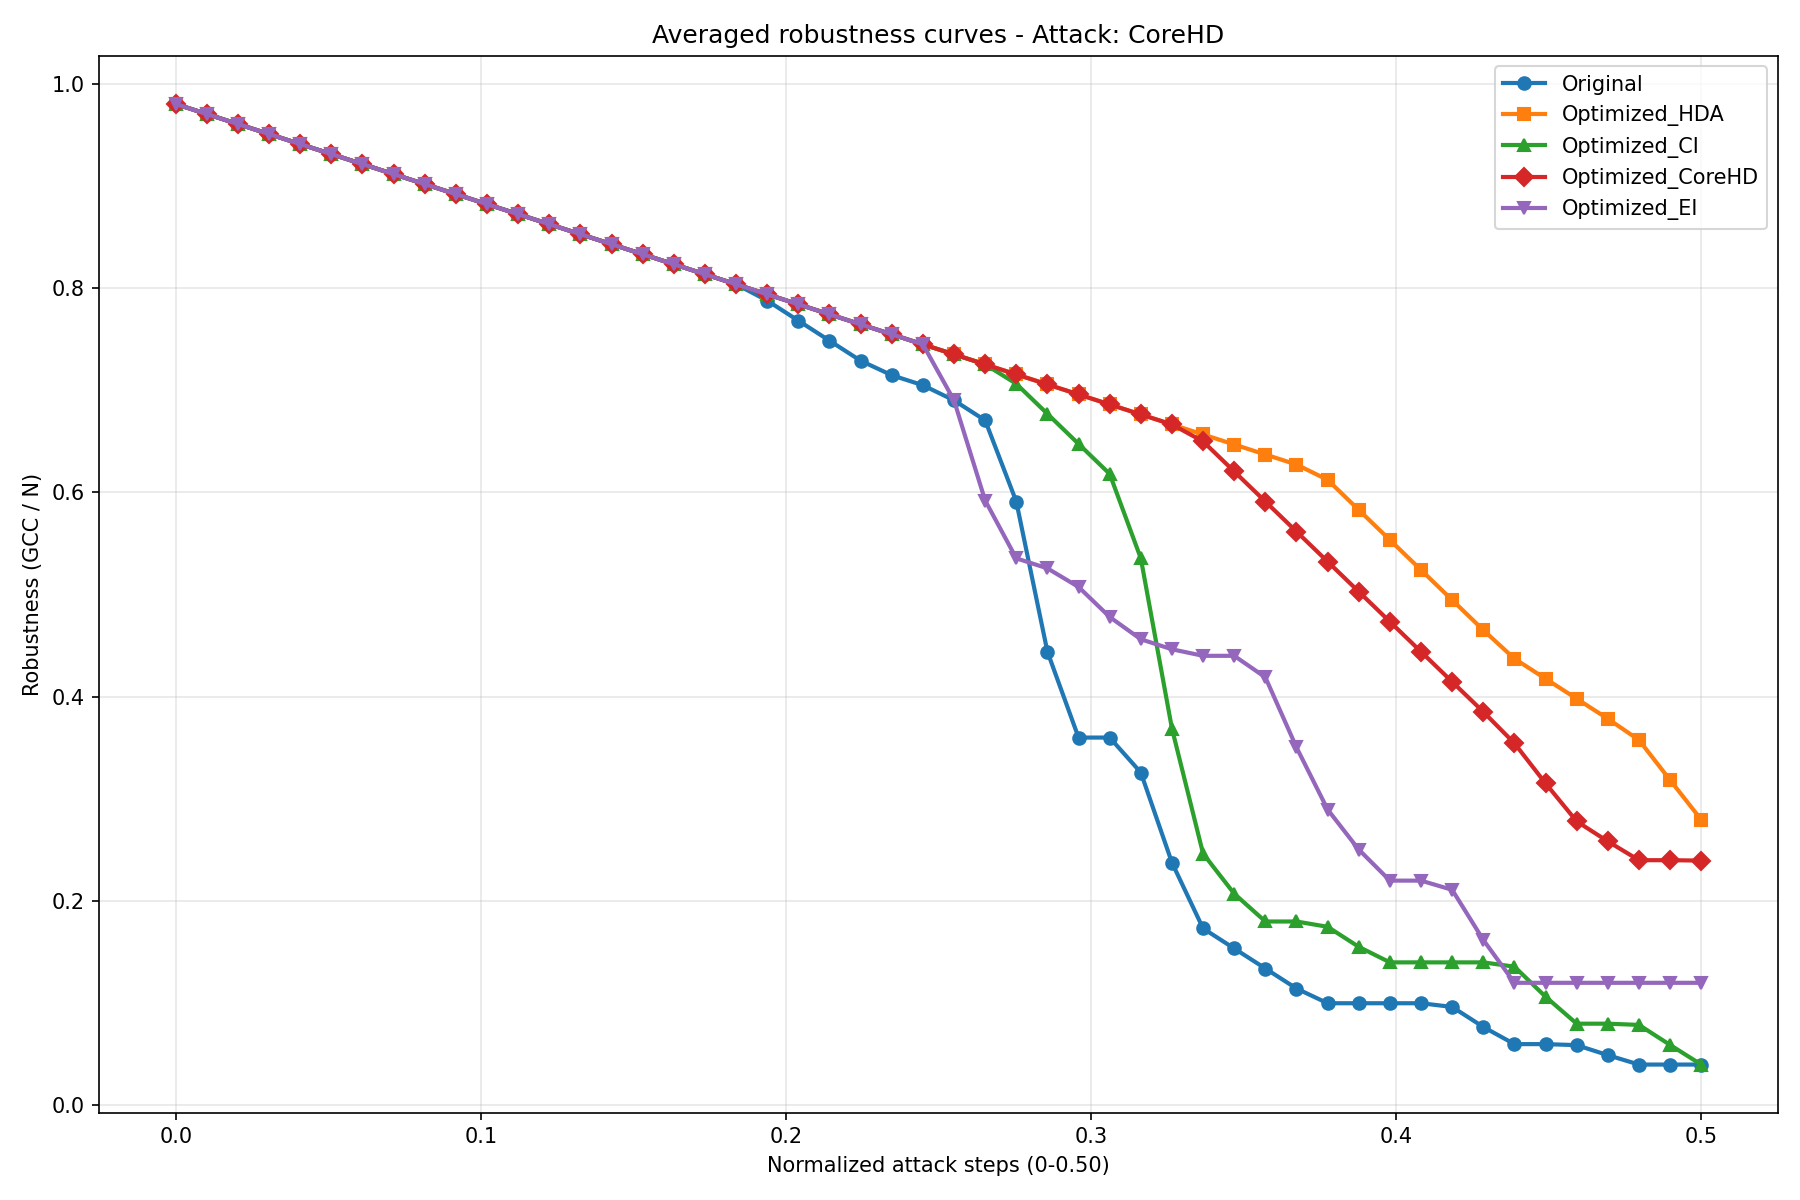 Averaged robustness curves - Attack: CoreHD
Original
Optimized_HDA
Optimized_CI
Optimized_CoreHD
Optimized_EI
Robustness (GCC / N)
1.0
0.8
0.6
0.4
0.2
0.0
0.0 0.1 0.2 0.3 0.4 0.5
Normalized attack steps (0-0.50)